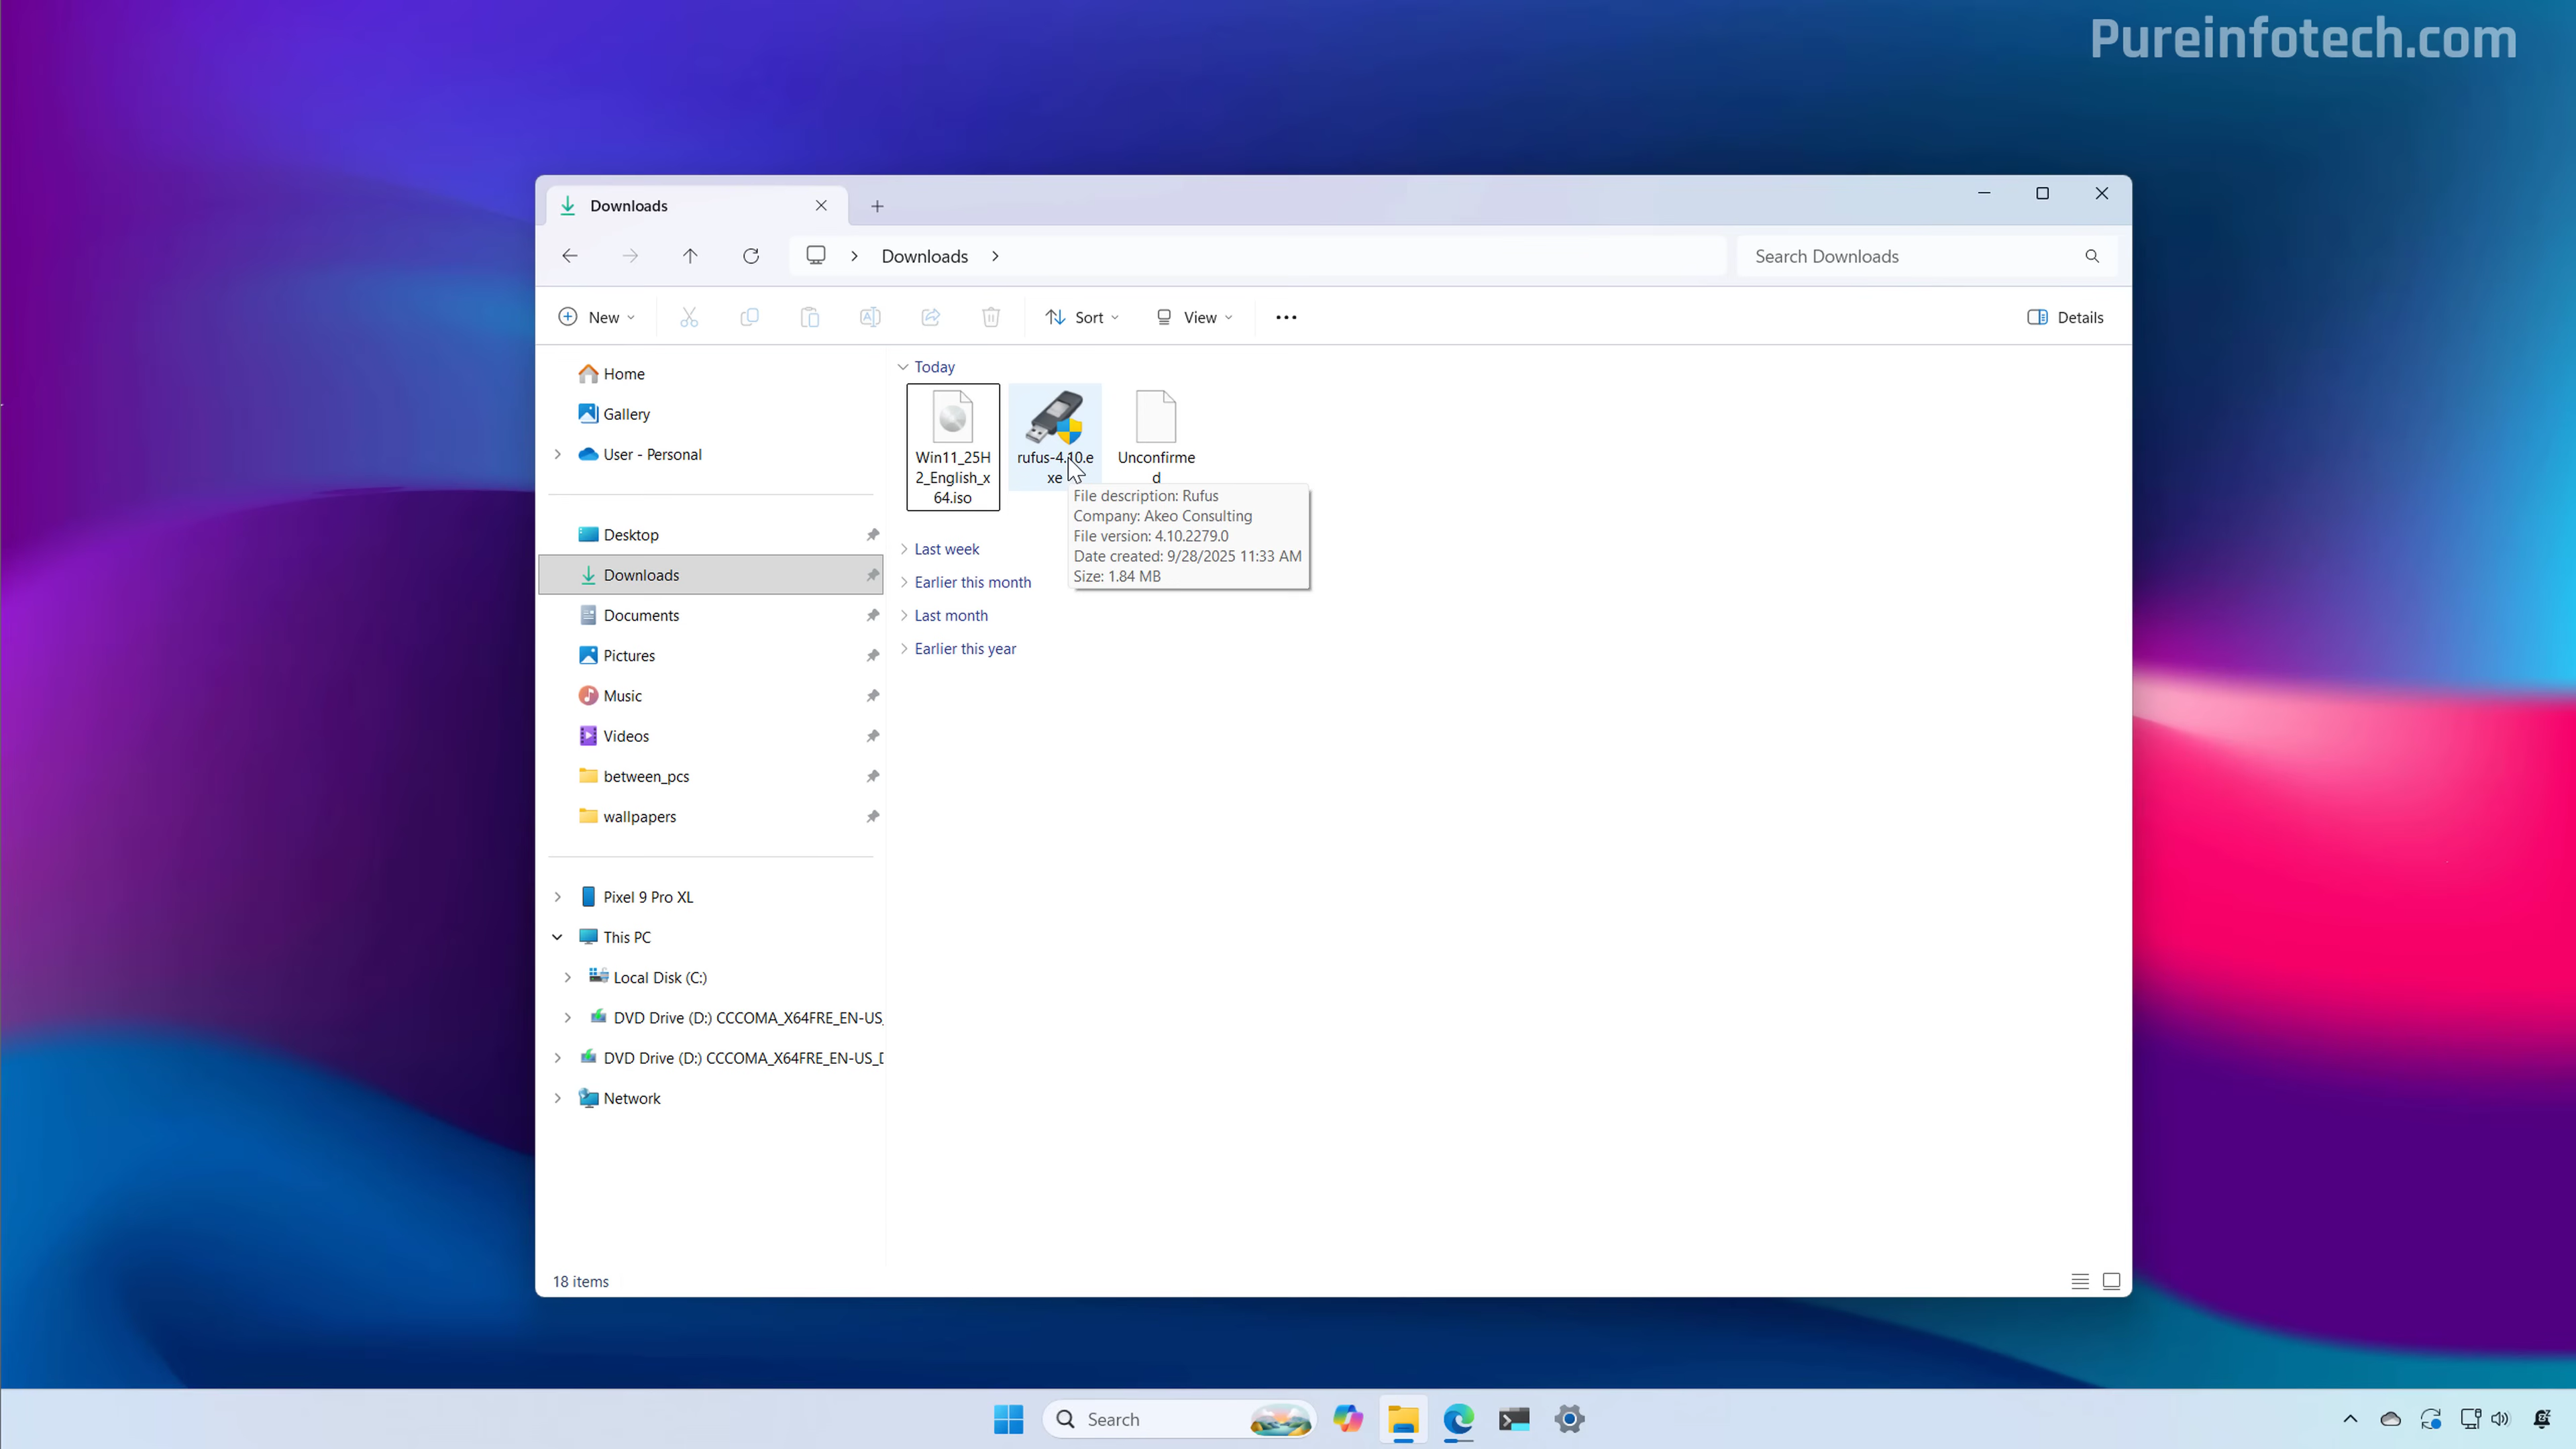 Pureinfotech.com
Downloads
Downloads
Search Downloads
New
Sort
View
Details
Home
Gallery
User - Personal
Desktop
Downloads
Documents
Pictures
Music
Videos
between_pcs
wallpapers
Pixel 9 Pro XL
This PC
Local Disk (C:)
DVD Drive (D:) CCCOMA_X64FRE_EN-US_
DVD Drive (D:) CCCOMA_X64FRE_EN-US_D
Network
Today
Win11_25H
2_English_x
64.iso
rufus-4.10.e
xe
Unconfirme
d
File description: Rufus
Company: Akeo Consulting
File version: 4.10.2279.0
Date created: 9/28/2025 11:33 AM
Size: 1.84 MB
Last week
Earlier this month
Last month
Earlier this year
18 items
Search